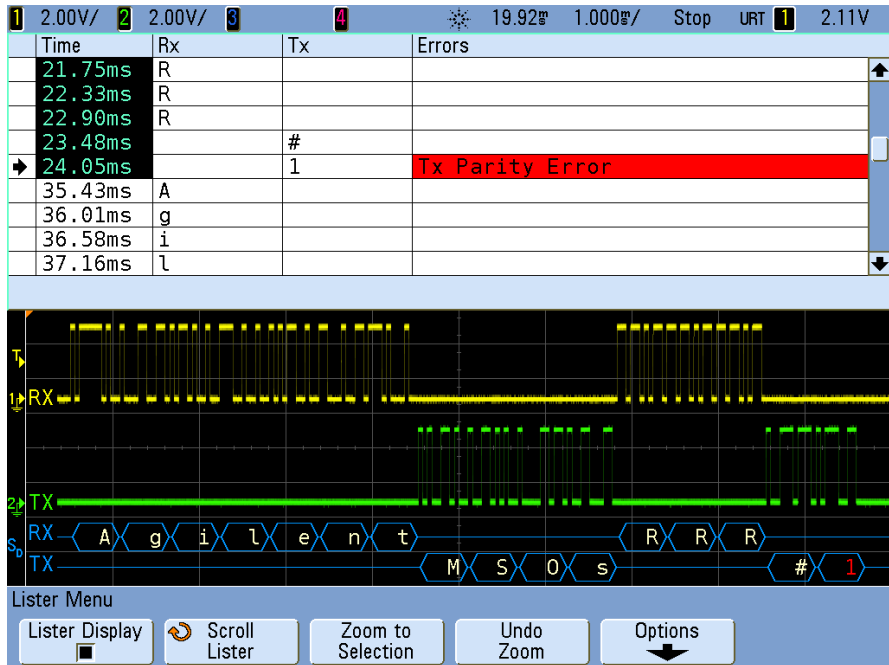 1 2.00V/ 2 2.00V/ 3 4 19.92ms 1.000ms/ Stop URT 1 2.11V
Time Rx Tx Errors
21.75ms R
22.33ms R
22.90ms R
23.48ms #
24.05ms 1 Tx Parity Error
35.43ms A
36.01ms g
36.58ms i
37.16ms l
T
1 RX
2 TX
SD RX A g i l e n t R R R
TX M S O s # 1
Lister Menu
Lister Display Scroll Lister Zoom to Selection Undo Zoom Options